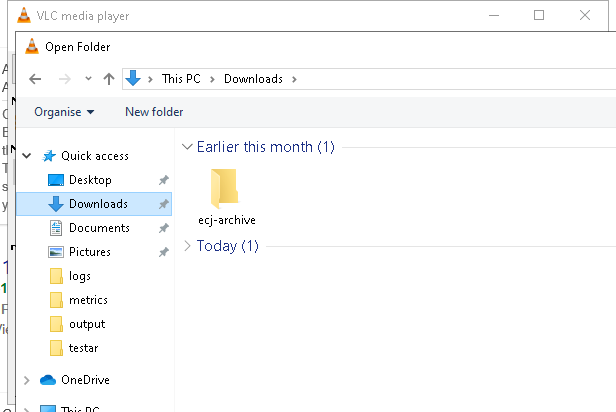 VLC media player
Open Folder
This PC
Downloads
Organise
New folder
Quick access
Desktop
Downloads
Documents
Pictures
logs
metrics
output
testar
OneDrive
This PC
Earlier this month (1)
ecj-archive
Today (1)